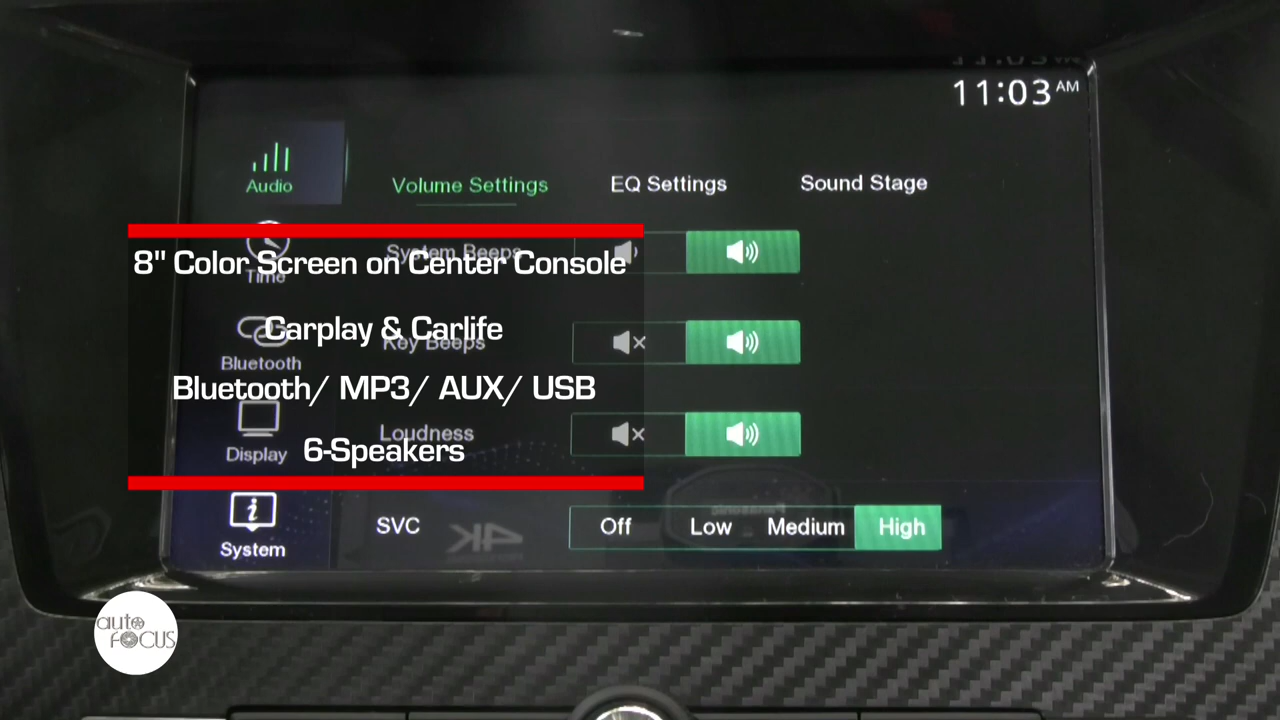 11:03 AM
Audio
Volume Settings
EQ Settings
Sound Stage
System Beeps
8" Color Screen on Center Console
Time
Carplay & Carlife
Key Beeps
Bluetooth
Bluetooth/ MP3/ AUX/ USB
Loudness
Display
6-Speakers
SVC
Off
Low
Medium
High
System
4K
Panasonic
auto
FOCUS